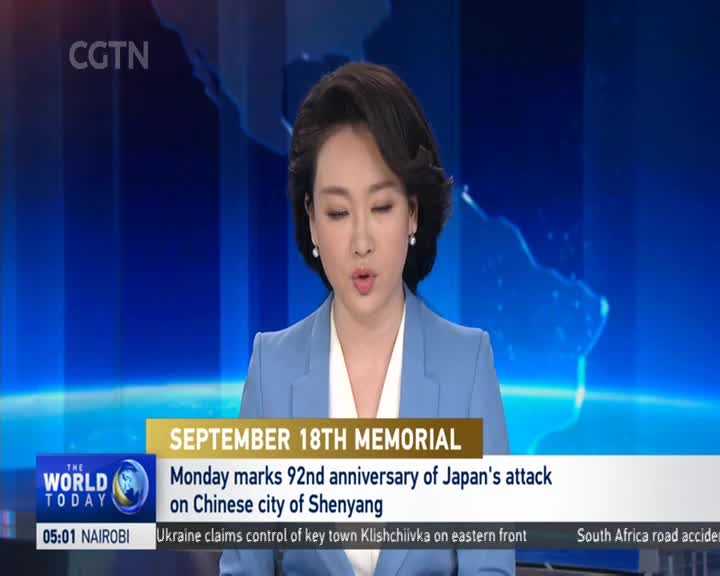 CGTN
SEPTEMBER 18TH MEMORIAL
Monday marks 92nd anniversary of Japan's attack
on Chinese city of Shenyang
THE
WORLD
TODAY
05:01 NAIROBI
Ukraine claims control of key town Klishchiivka on eastern front
South Africa road accide